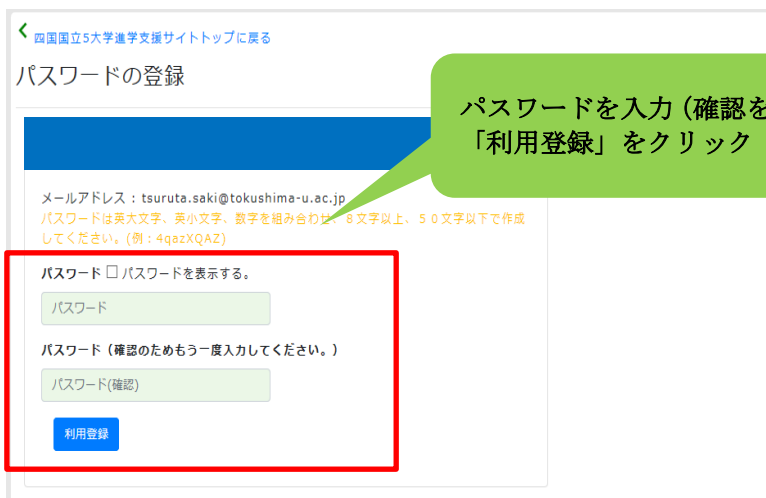 四国国立5大学進学支援サイトトップに戻る
パスワードの登録
パスワードを入力(確認を
「利用登録」をクリック
メールアドレス：tsuruta.saki@tokushima-u.ac.jp
パスワードは英大文字、英小文字、数字を組み合わせ、８文字以上、５０文字以下で作成
してください。(例：4qazXQAZ)
パスワード パスワードを表示する。
パスワード
パスワード（確認のためもう一度入力してください。）
パスワード(確認)
利用登録